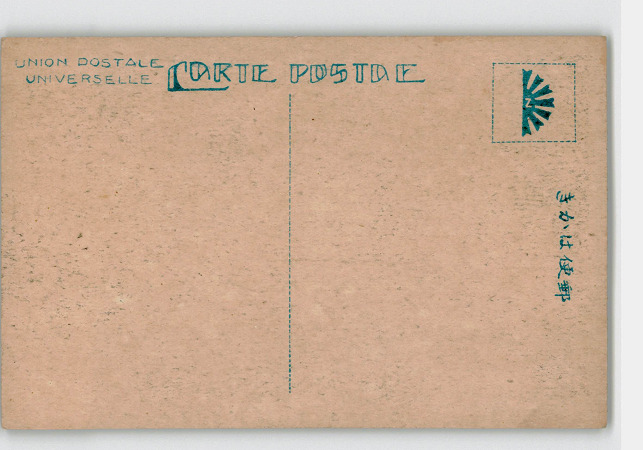 UNION POSTALE
UNIVERSELLE
CARTE POSTALE
N
きかは便郵